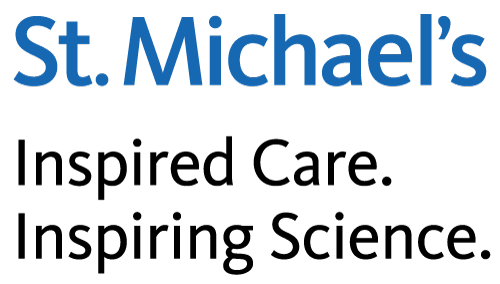 St. Michael's
Inspired Care.
Inspiring Science.